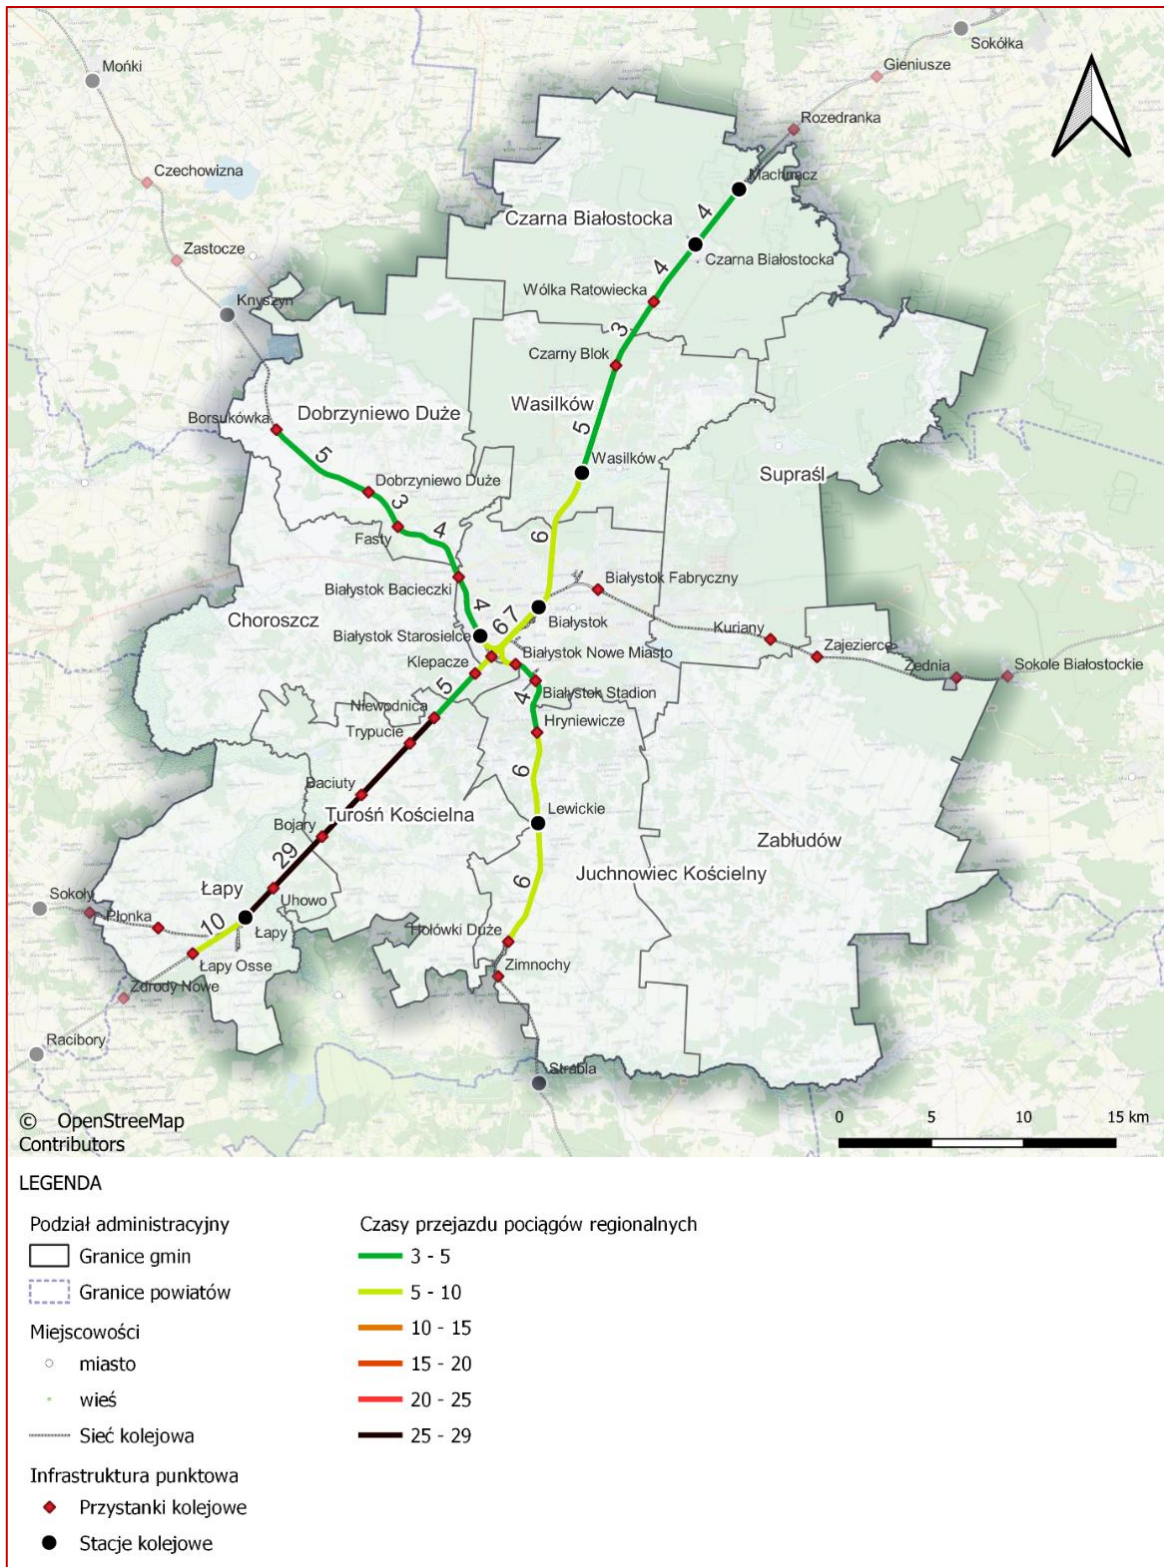 Sokółka
Mońki
Gieniusze
Rozedranka
Czechowizna
Machnacz
4
Czarna Białostocka
Zastocze
Czarna Białostocka
4
Wólka Ratowiecka
Knyszyn
3
Czarny Blok
Dobrzyniewo Duże
Wasilków
Borsukówka
5
5
Wasilków
Supraśl
Dobrzyniewo Duże
3
4
Fasty
6
Białystok Bacieczki
Białystok Fabryczny
4
Choroszcz
67
Białystok
Białystok Starosielce
Kuriany
Zajezierce
Klepacze
Białystok Nowe Miasto
Żednia
Sokole Białostockie
5
4
Białystok Stadion
Niewodnica
Hryniewicze
Trypucie
6
Baciuty
Turośń Kościelna
Lewickie
Bojary
Zabłudów
29
6
Juchnowiec Kościelny
Łapy
Uhowo
Sokoły
Płonka
10
Łapy
Hołówki Duże
Łapy Osse
Zimnochy
Zdrody Nowe
Racibory
Strabla
© OpenStreeMap
Contributors
0 5 10 15 km
LEGENDA
Podział administracyjny
Granice gmin
Granice powiatów
Miejscowości
miasto
wieś
Sieć kolejowa
Infrastruktura punktowa
Przystanki kolejowe
Stacje kolejowe
Czasy przejazdu pociągów regionalnych
3 - 5
5 - 10
10 - 15
15 - 20
20 - 25
25 - 29